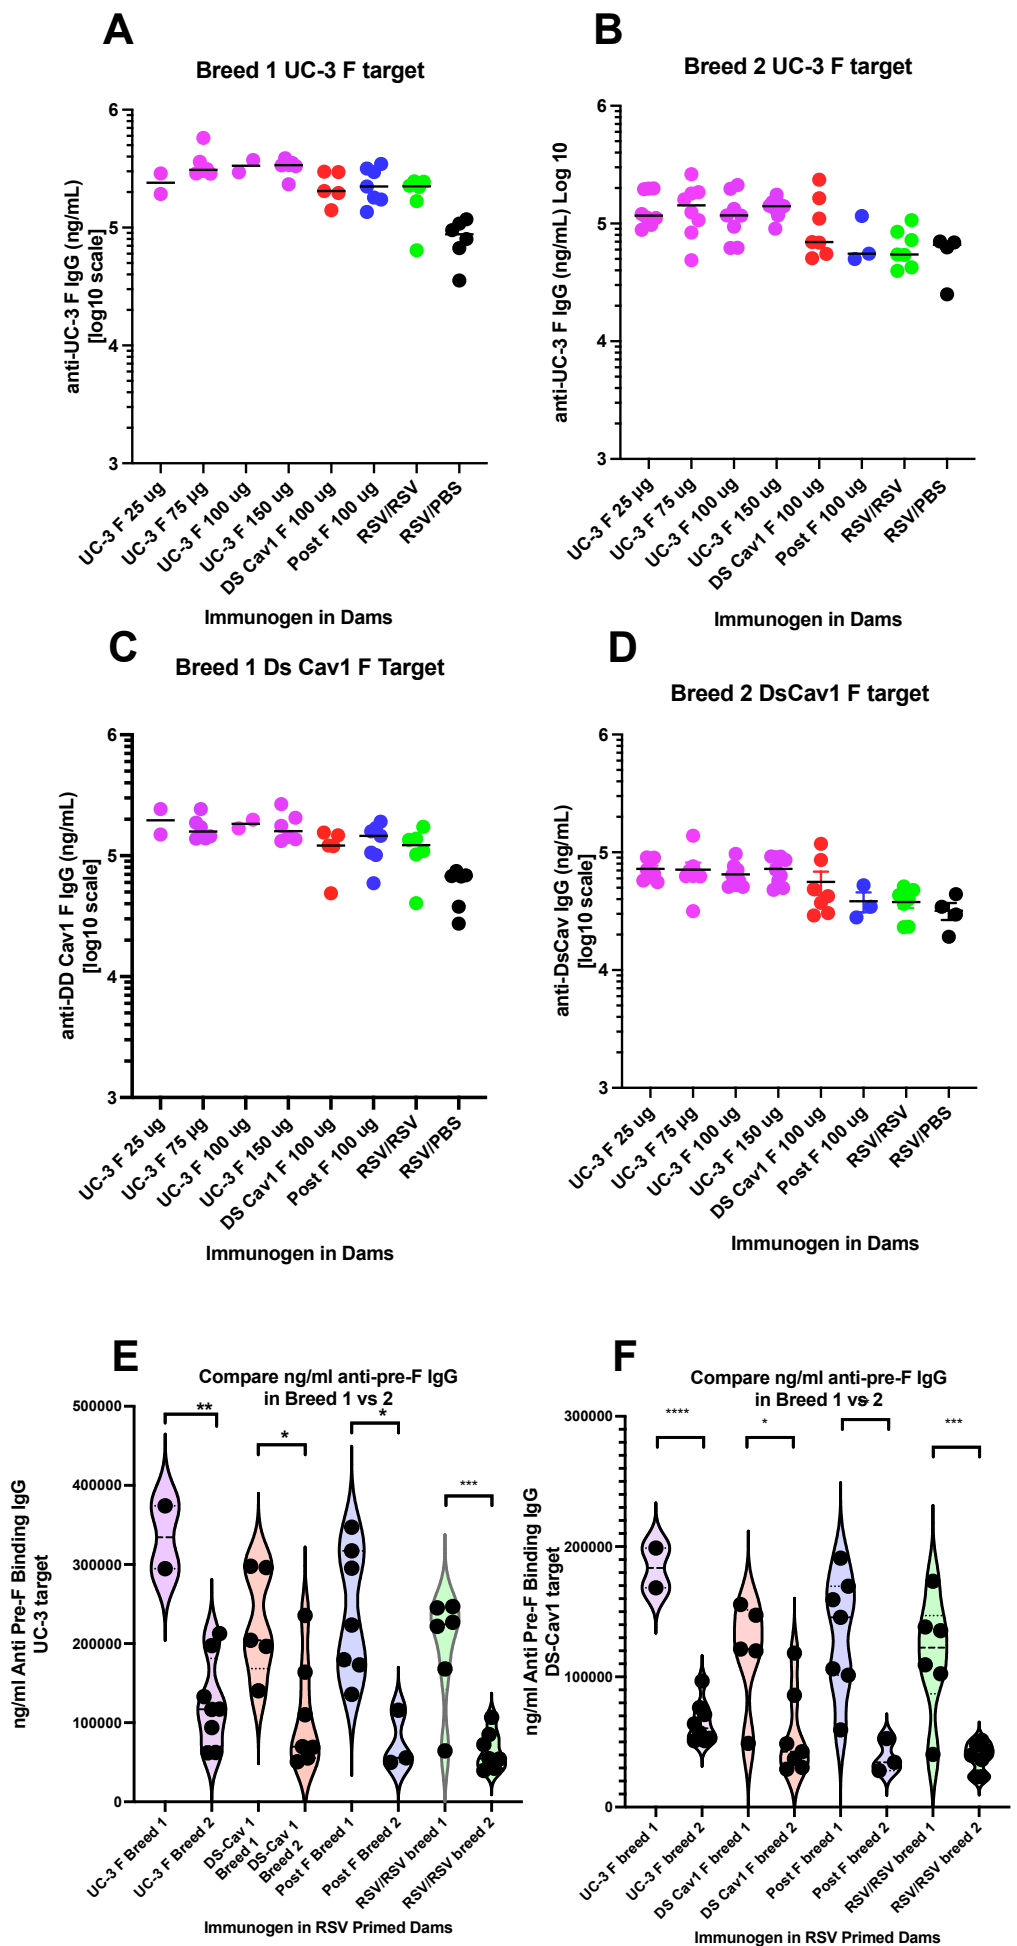 A
Breed 1 UC-3 F target
anti-UC-3 F IgG (ng/mL)
[log10 scale]
6
5
4
3
UC-3 F 25 ug
UC-3 F 75 µg
UC-3 F 100 ug
UC-3 F 150 ug
DS Cav1 F 100 ug
Post F 100 ug
RSV/RSV
RSV/PBS
Immunogen in Dams
B
Breed 2 UC-3 F target
anti-UC-3 F IgG (ng/mL) Log 10
6
5
4
3
UC-3 F 25 µg
UC-3 F 75 ug
UC-3 F 100 ug
UC-3 F 150 ug
DS Cav1 F 100 ug
Post F 100 ug
RSV/RSV
RSV/PBS
Immunogen in Dams
C
Breed 1 Ds Cav1 F Target
anti-DD Cav1 F IgG (ng/mL)
[log10 scale]
6
5
4
3
UC-3 F 25 ug
UC-3 F 75 µg
UC-3 F 100 ug
UC-3 F 150 ug
DS Cav1 F 100 ug
Post F 100 ug
RSV/RSV
RSV/PBS
Immunogen in Dams
D
Breed 2 DsCav1 F target
anti-DsCav IgG (ng/mL)
[log10 scale]
6
5
4
3
UC-3 F 25 ug
UC-3 F 75 µg
UC-3 F 100 ug
UC-3 F 150 ug
DS Cav1 F 100 ug
Post F 100 ug
RSV/RSV
RSV/PBS
Immunogen in Dams
E
Compare ng/ml anti-pre-F IgG
in Breed 1 vs 2
ng/ml Anti Pre-F Binding IgG
UC-3 target
500000
400000
300000
200000
100000
0
**
*
*
***
UC-3 F Breed 1
UC-3 F Breed 2
DS-Cav 1
Breed 1
DS-Cav 1
Breed 2
Post F Breed 1
Post F Breed 2
RSV/RSV breed 1
RSV/RSV breed 2
Immunogen in RSV Primed Dams
F
Compare ng/ml anti-pre-F IgG
in Breed 1 vs 2
ng/ml Anti Pre-F Binding IgG
DS-Cav1 target
300000
200000
100000
0
****
*
*
***
UC-3 F breed 1
UC-3 F breed 2
DS Cav1 F breed 1
DS Cav1 F breed 2
Post F breed 1
Post F breed 2
RSV/RSV breed 1
RSV/RSV breed 2
Immunogen in RSV Primed Dams